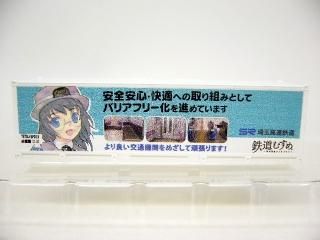 安全安心・快適への取り組みとして
バリアフリー化を進めています
埼玉高速鉄道
より良い交通機関をめざして頑張ります!
鉄道むすめ